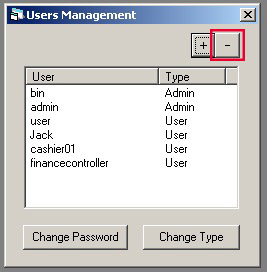 Users Management
+ -
User Type
bin Admin
admin Admin
user User
Jack User
cashier01 User
financecontroller User
Change Password Change Type